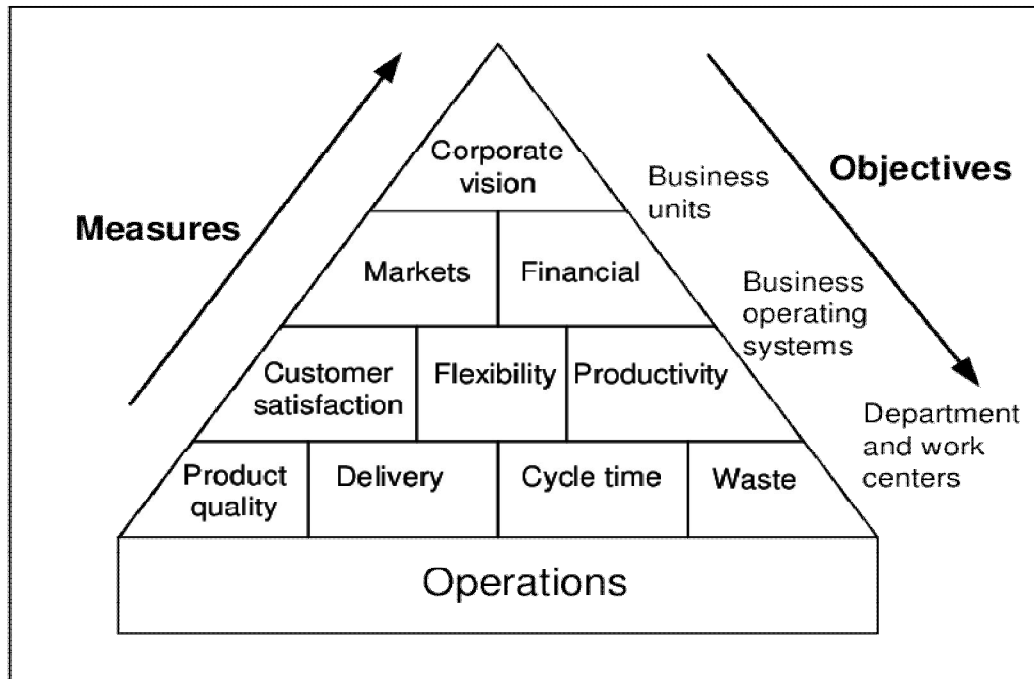 Corporate
vision
Business
units
Objectives
Measures
Markets
Financial
Business
operating
systems
Customer
satisfaction
Flexibility
Productivity
Department
and work
centers
Product
quality
Delivery
Cycle time
Waste
Operations